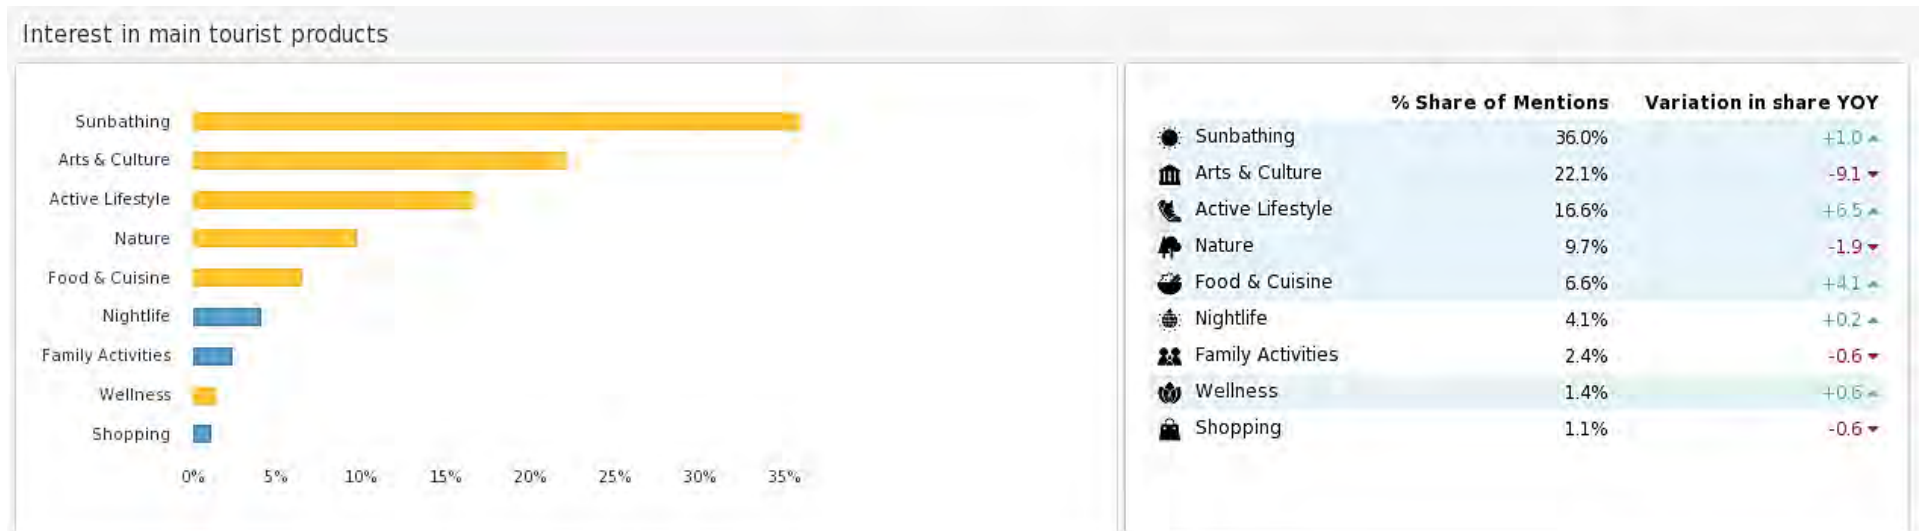 Interest in main tourist products
Sunbathing
Arts & Culture
Active Lifestyle
Nature
Food & Cuisine
Nightlife
Family Activities
Wellness
Shopping
0% 5% 10% 15% 20% 25% 30% 35%
% Share of Mentions Variation in share YOY
Sunbathing 36.0% +1.0
Arts & Culture 22.1% -9.1
Active Lifestyle 16.6% +6.5
Nature 9.7% -1.9
Food & Cuisine 6.6% +4.1
Nightlife 4.1% +0.2
Family Activities 2.4% -0.6
Wellness 1.4% +0.6
Shopping 1.1% -0.6